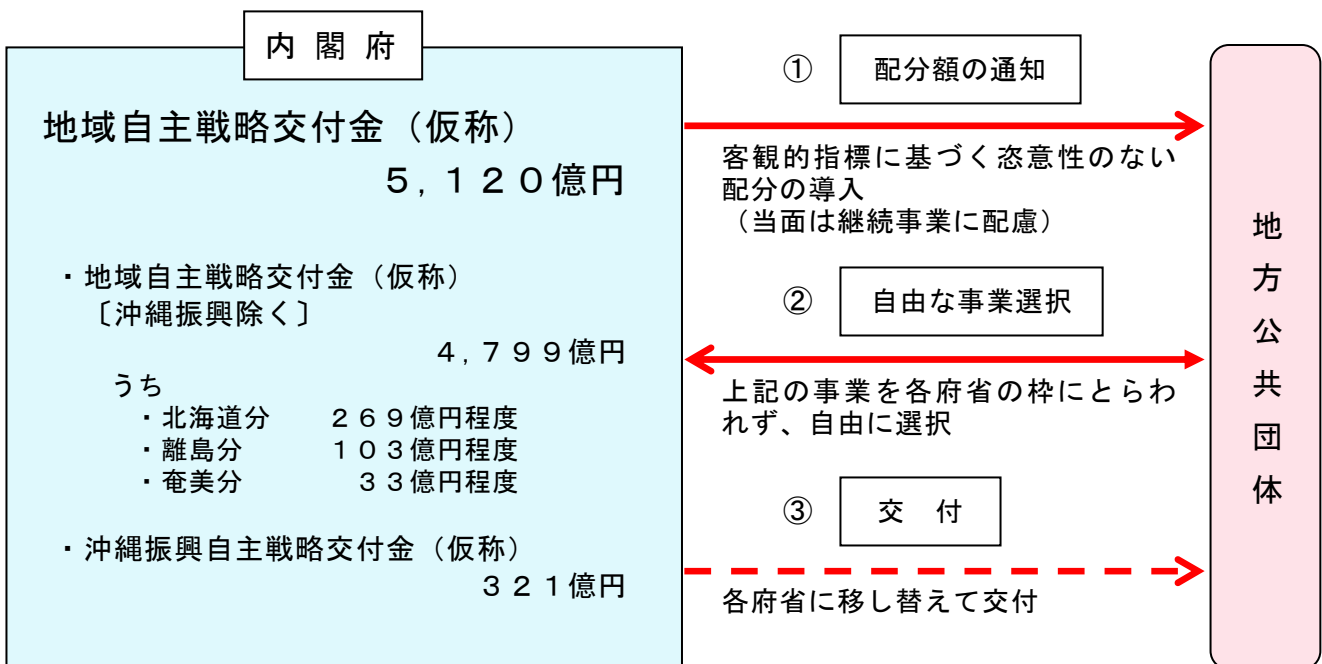 内 閣 府
地域自主戦略交付金（仮称）
５，１２０億円
・地域自主戦略交付金（仮称）
〔沖縄振興除く〕
４，７９９億円
うち
・北海道分　２６９億円程度
・離島分　１０３億円程度
・奄美分　３３億円程度
・沖縄振興自主戦略交付金（仮称）
３２１億円
① 配分額の通知
客観的指標に基づく恣意性のない
配分の導入
（当面は継続事業に配慮）
② 自由な事業選択
上記の事業を各府省の枠にとらわ
れず、自由に選択
③ 交　付
各府省に移し替えて交付
地方公共団体